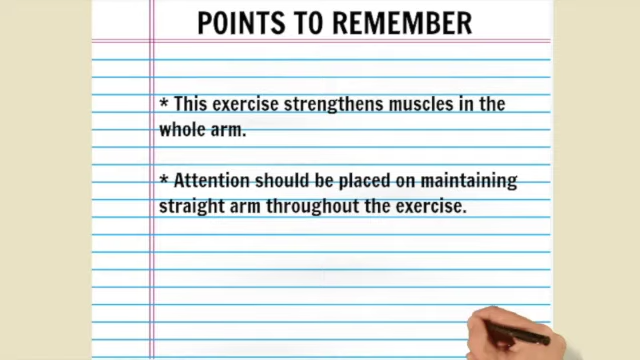 POINTS TO REMEMBER
* This exercise strengthens muscles in the
whole arm.
* Attention should be placed on maintaining
straight arm throughout the exercise.